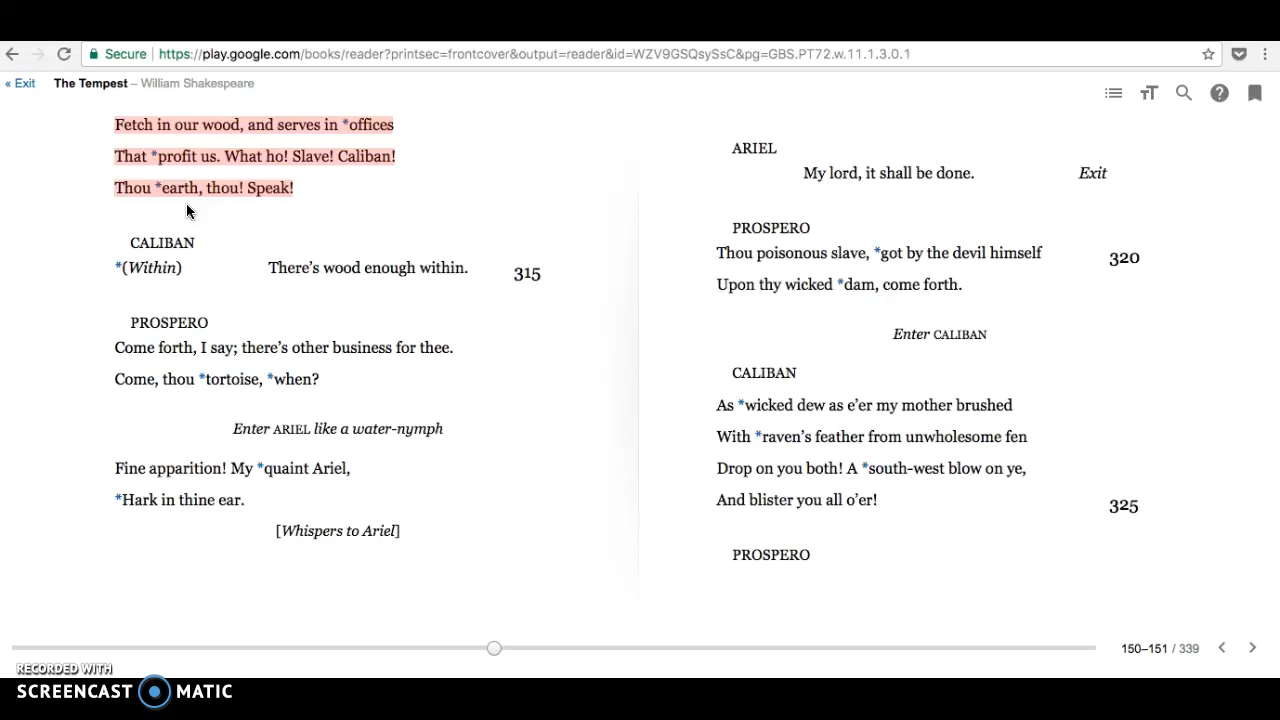 Secure
https://play.google.com/books/reader?printsec=frontcover&output=reader&id=WZV9GSQsySsC&pg=GBS.PT72.w.11.1.3.0.1
« Exit The Tempest – William Shakespeare
Fetch in our wood, and serves in *offices
That *profit us. What ho! Slave! Caliban!
Thou *earth, thou! Speak!
CALIBAN
*(Within) There's wood enough within. 315
PROSPERO
Come forth, I say; there's other business for thee.
Come, thou *tortoise, *when?
Enter ARIEL like a water-nymph
Fine apparition! My *quaint Ariel,
*Hark in thine ear.
[Whispers to Ariel]
ARIEL
My lord, it shall be done. Exit
PROSPERO
Thou poisonous slave, *got by the devil himself 320
Upon thy wicked *dam, come forth.
Enter CALIBAN
CALIBAN
As *wicked dew as e'er my mother brushed
With *raven's feather from unwholesome fen
Drop on you both! A *south-west blow on ye,
And blister you all o'er! 325
PROSPERO
150–151 / 339
RECORDED WITH
SCREENCAST MATIC